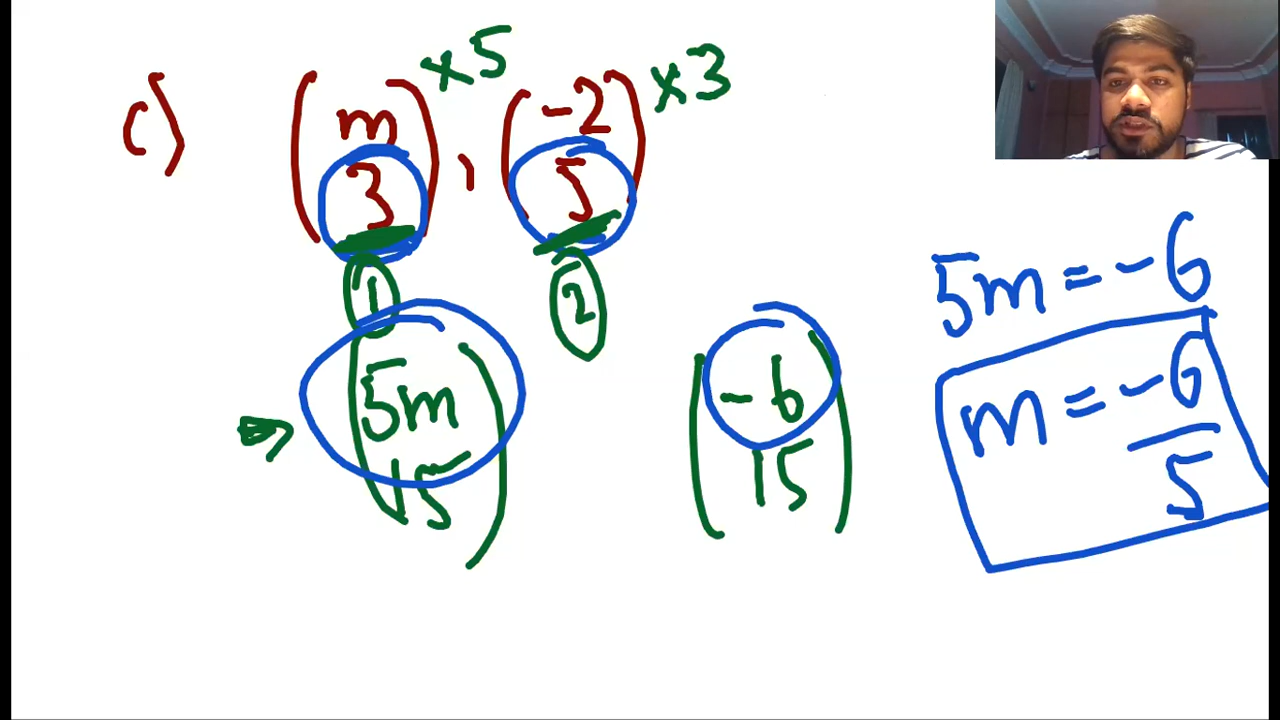 c) (m 3) ×5 , (-2 5) ×3
1 2
⇒ (5m 15) (-6 15)
5m = -6
m = -6/5